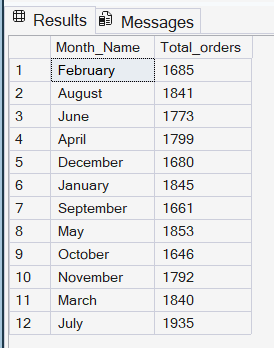 Results Messages
Month_Name Total_orders
1 February 1685
2 August 1841
3 June 1773
4 April 1799
5 December 1680
6 January 1845
7 September 1661
8 May 1853
9 October 1646
10 November 1792
11 March 1840
12 July 1935